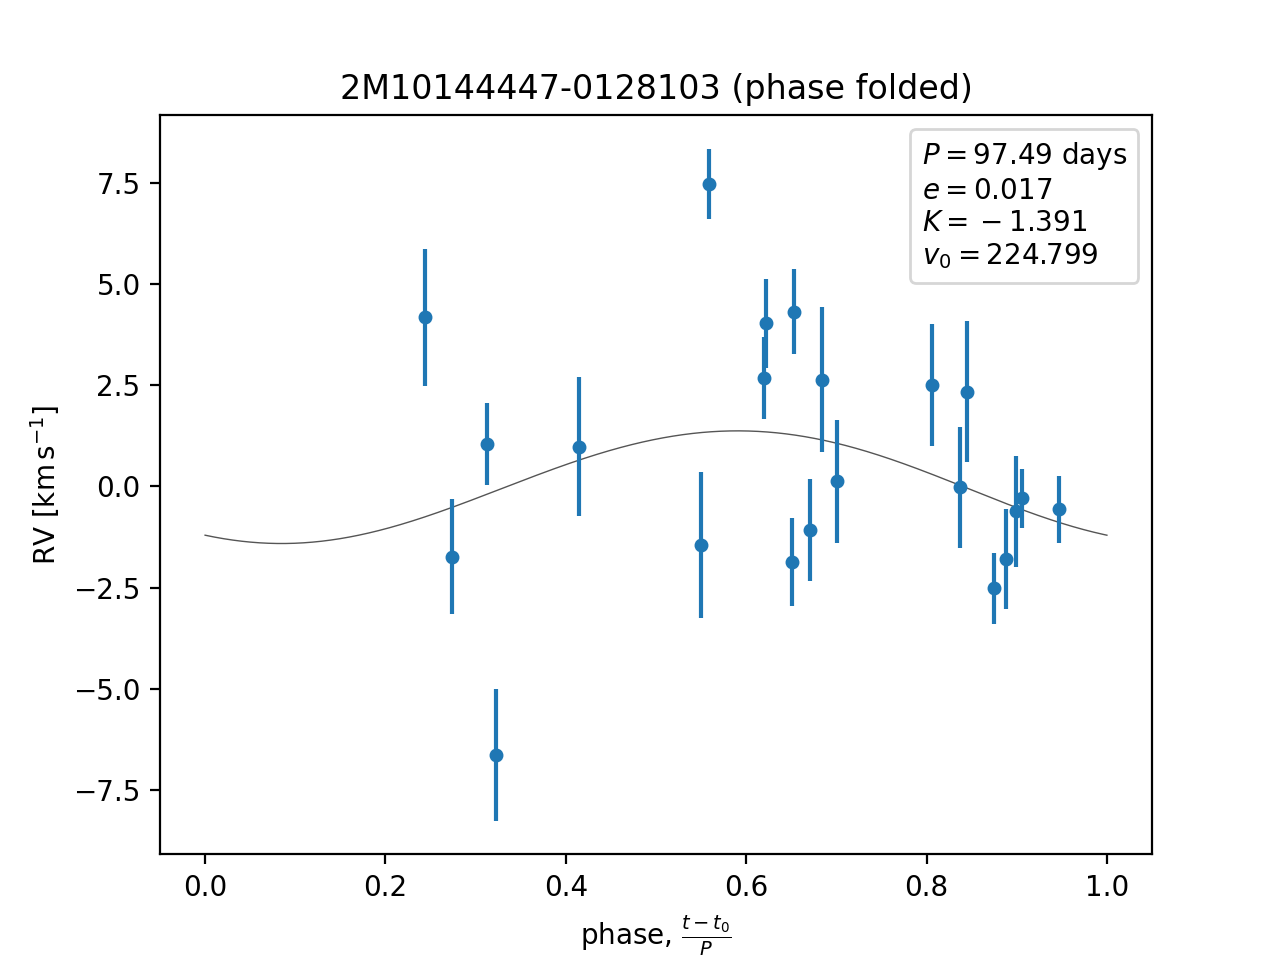 2M10144447-0128103 (phase folded)
P = 97.49 days
e = 0.017
K = −1.391
v₀ = 224.799
7.5
5.0
2.5
0.0
−2.5
−5.0
−7.5
RV [km s⁻¹]
0.0 0.2 0.4 0.6 0.8 1.0
phase, (t − t₀)/P